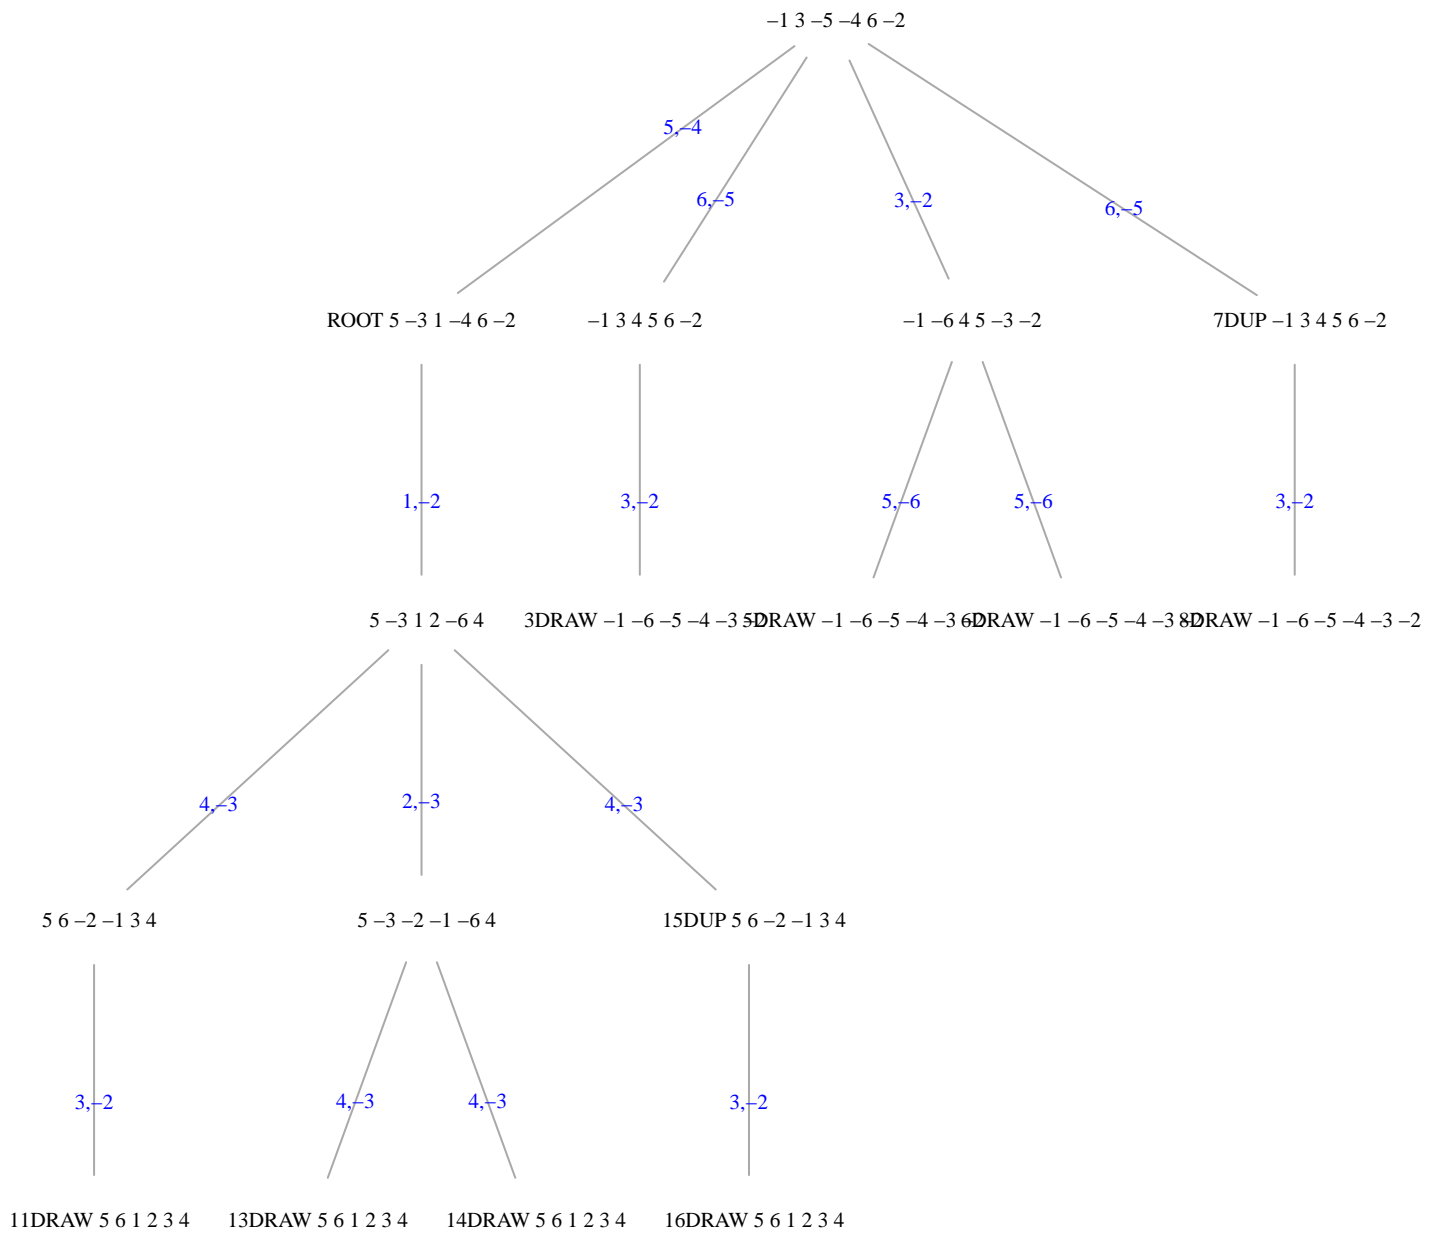 –1 3 –5 –4 6 –2
5,–4
6,–5
3,–2
6,–5
ROOT 5 –3 1 –4 6 –2
–1 3 4 5 6 –2
–1 –6 4 5 –3 –2
7DUP –1 3 4 5 6 –2
1,–2
3,–2
5,–6
5,–6
3,–2
5 –3 1 2 –6 4
3DRAW –1 –6 –5 –4 –3 –2
5DRAW –1 –6 –5 –4 –3 –2
6DRAW –1 –6 –5 –4 –3 –2
8DRAW –1 –6 –5 –4 –3 –2
4,–3
2,–3
4,–3
5 6 –2 –1 3 4
5 –3 –2 –1 –6 4
15DUP 5 6 –2 –1 3 4
3,–2
4,–3
4,–3
3,–2
11DRAW 5 6 1 2 3 4
13DRAW 5 6 1 2 3 4
14DRAW 5 6 1 2 3 4
16DRAW 5 6 1 2 3 4